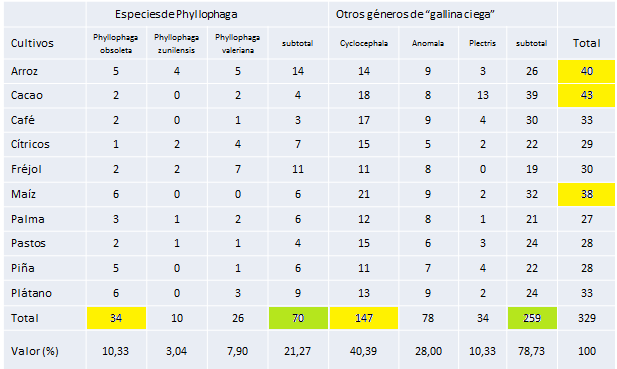 Especies de Phyllophaga Otros géneros de "gallina ciega"
Cultivos Phyllophaga obsoleta Phyllophaga zunilensis Phyllophaga valeriana subtotal Cyclocephala Anomala Plectris subtotal Total
Arroz 5 4 5 14 14 9 3 26 40
Cacao 2 0 2 4 18 8 13 39 43
Café 2 0 1 3 17 9 4 30 33
Cítricos 1 2 4 7 15 5 2 22 29
Fréjol 2 2 7 11 11 8 0 19 30
Maíz 6 0 0 6 21 9 2 32 38
Palma 3 1 2 6 12 8 1 21 27
Pastos 2 1 1 4 15 6 3 24 28
Piña 5 0 1 6 11 7 4 22 28
Plátano 6 0 3 9 13 9 2 24 33
Total 34 10 26 70 147 78 34 259 329
Valor (%) 10,33 3,04 7,90 21,27 40,39 28,00 10,33 78,73 100